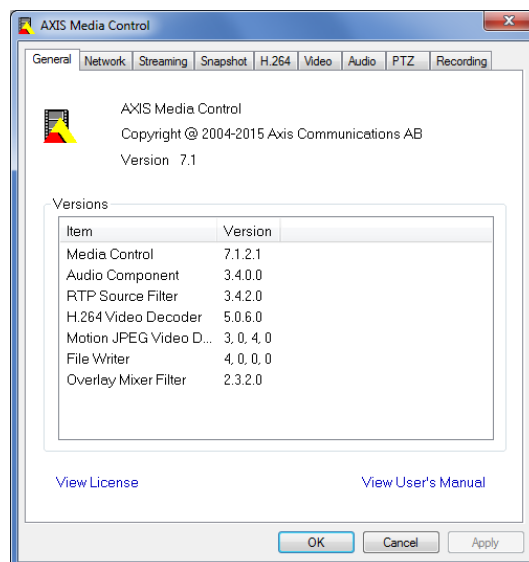 AXIS Media Control
General Network Streaming Snapshot H.264 Video Audio PTZ Recording
AXIS Media Control
Copyright @ 2004-2015 Axis Communications AB
Version 7.1
Versions
Item Version
Media Control 7.1.2.1
Audio Component 3.4.0.0
RTP Source Filter 3.4.2.0
H.264 Video Decoder 5.0.6.0
Motion JPEG Video D... 3, 0, 4, 0
File Writer 4, 0, 0, 0
Overlay Mixer Filter 2.3.2.0
View License View User's Manual
OK Cancel Apply